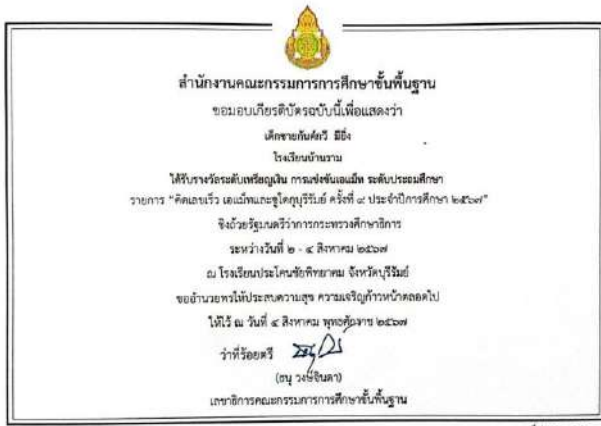 สำนักงานคณะกรรมการการศึกษาขั้นพื้นฐาน
ขอมอบเกียรติบัตรฉบับนี้เพื่อแสดงว่า
เด็กชายกันต์กวี มียิ่ง
โรงเรียนบ้านราม
ได้รับรางวัลระดับเหรียญเงิน การแข่งขันเอแม็ท ระดับประถมศึกษา
รายการ "คิดเลขเร็ว เอแม็ทและซูโดกุบุรีรัมย์ ครั้งที่ ๙ ประจำปีการศึกษา ๒๕๖๗"
ชิงถ้วยรัฐมนตรีว่าการกระทรวงศึกษาธิการ
ระหว่างวันที่ ๒ - ๔ สิงหาคม ๒๕๖๗
ณ โรงเรียนประโคนชัยพิทยาคม จังหวัดบุรีรัมย์
ขออำนวยพรให้ประสบความสุข ความเจริญก้าวหน้าตลอดไป
ให้ไว้ ณ วันที่ ๔ สิงหาคม พุทธศักราช ๒๕๖๗
ว่าที่ร้อยตรี
(ธนุ วงษ์จินดา)
เลขาธิการคณะกรรมการการศึกษาขั้นพื้นฐาน